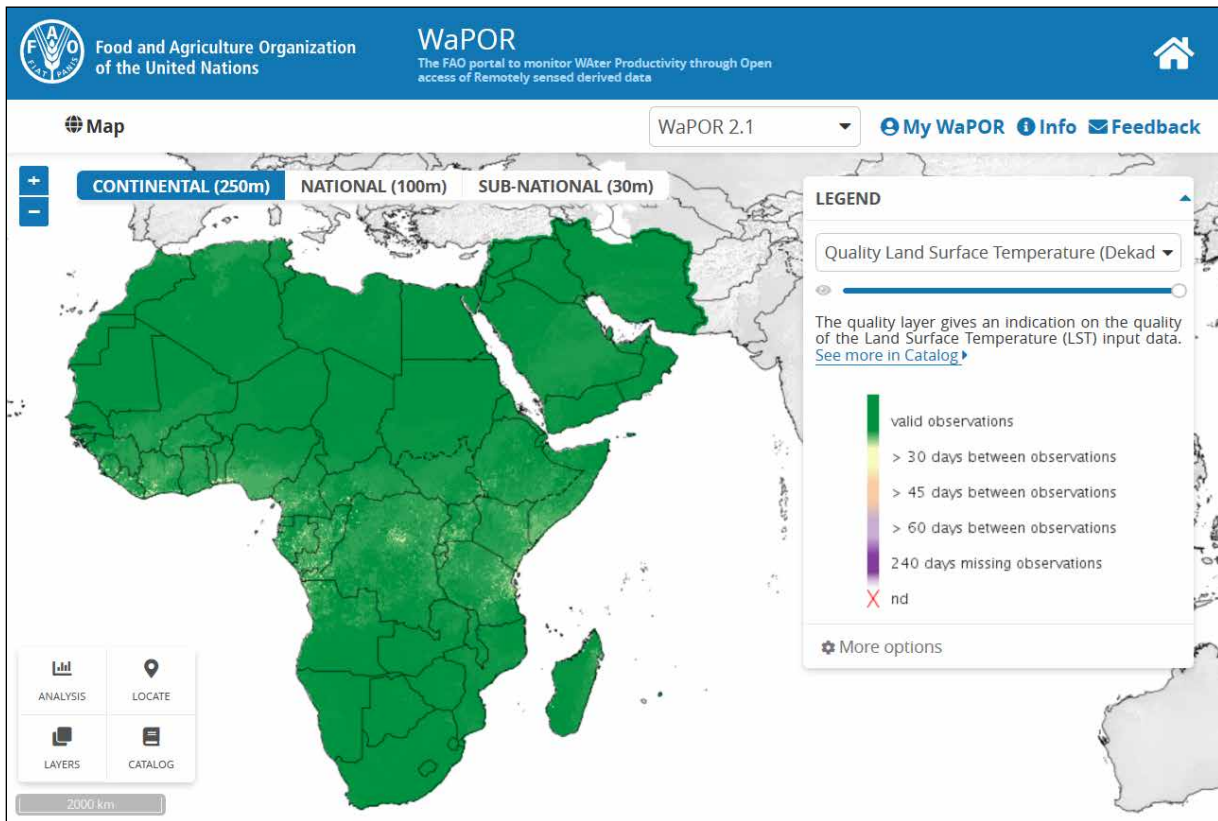 F A O
FIAT PANIS
Food and Agriculture Organization
of the United Nations
WaPOR
The FAO portal to monitor WAter Productivity through Open
access of Remotely sensed derived data
Map
WaPOR 2.1
My WaPOR
Info
Feedback
+
−
CONTINENTAL (250m)
NATIONAL (100m)
SUB-NATIONAL (30m)
LEGEND
Quality Land Surface Temperature (Dekad
The quality layer gives an indication on the quality
of the Land Surface Temperature (LST) input data.
See more in Catalog
valid observations
> 30 days between observations
> 45 days between observations
> 60 days between observations
240 days missing observations
nd
More options
ANALYSIS
LOCATE
LAYERS
CATALOG
2000 km